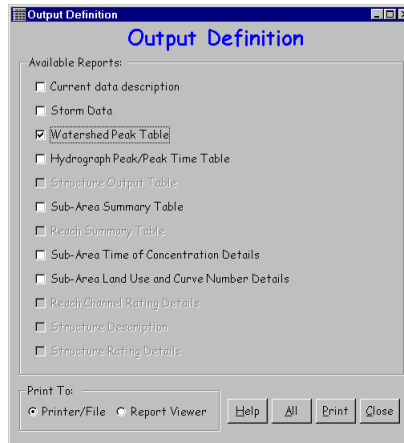 Output Definition
Output Definition
Available Reports:
Current data description
Storm Data
Watershed Peak Table
Hydrograph Peak/Peak Time Table
Structure Output Table
Sub-Area Summary Table
Reach Summary Table
Sub-Area Time of Concentration Details
Sub-Area Land Use and Curve Number Details
Reach Channel Rating Details
Structure Description
Structure Rating Details
Print To:
Printer/File Report Viewer Help All Print Close